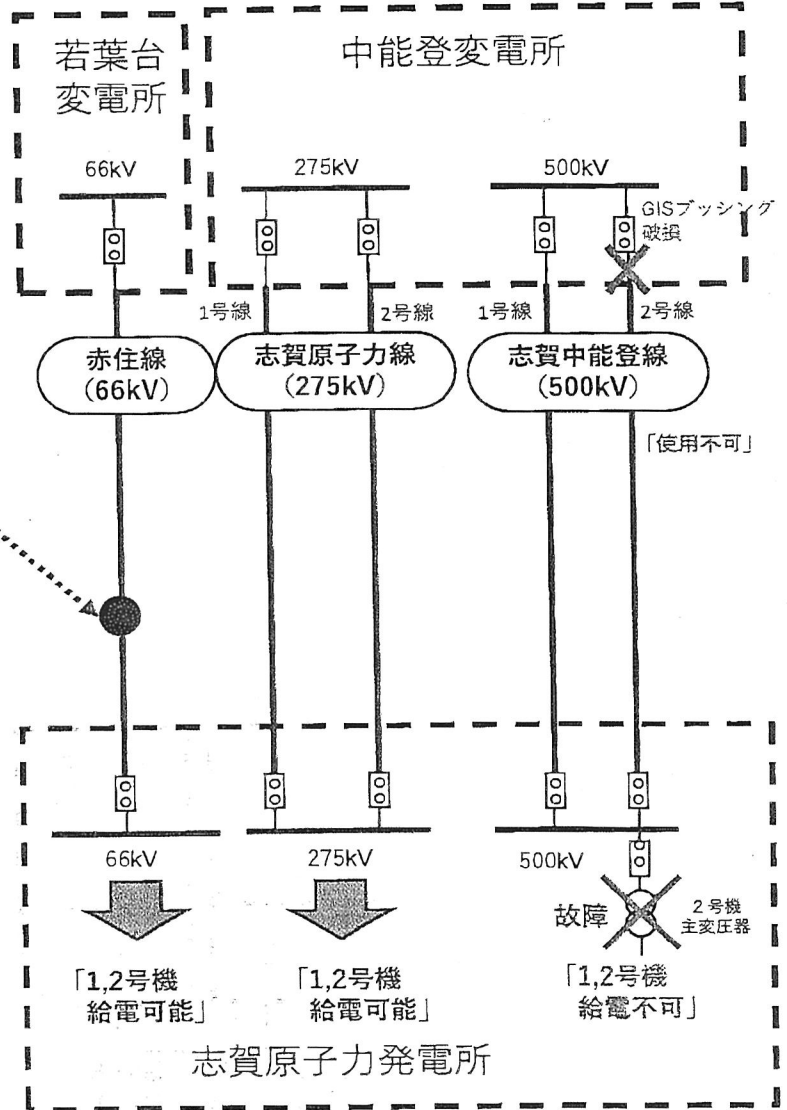 若葉台
変電所
中能登変電所
66kV
275kV
500kV
GISブッシング
破損
1号線
2号線
1号線
2号線
赤住線
(66kV)
志賀原子力線
(275kV)
志賀中能登線
(500kV)
「使用不可」
66kV
275kV
500kV
故障
2号機
主変圧器
「1,2号機
給電可能」
「1,2号機
給電可能」
「1,2号機
給電不可」
志賀原子力発電所